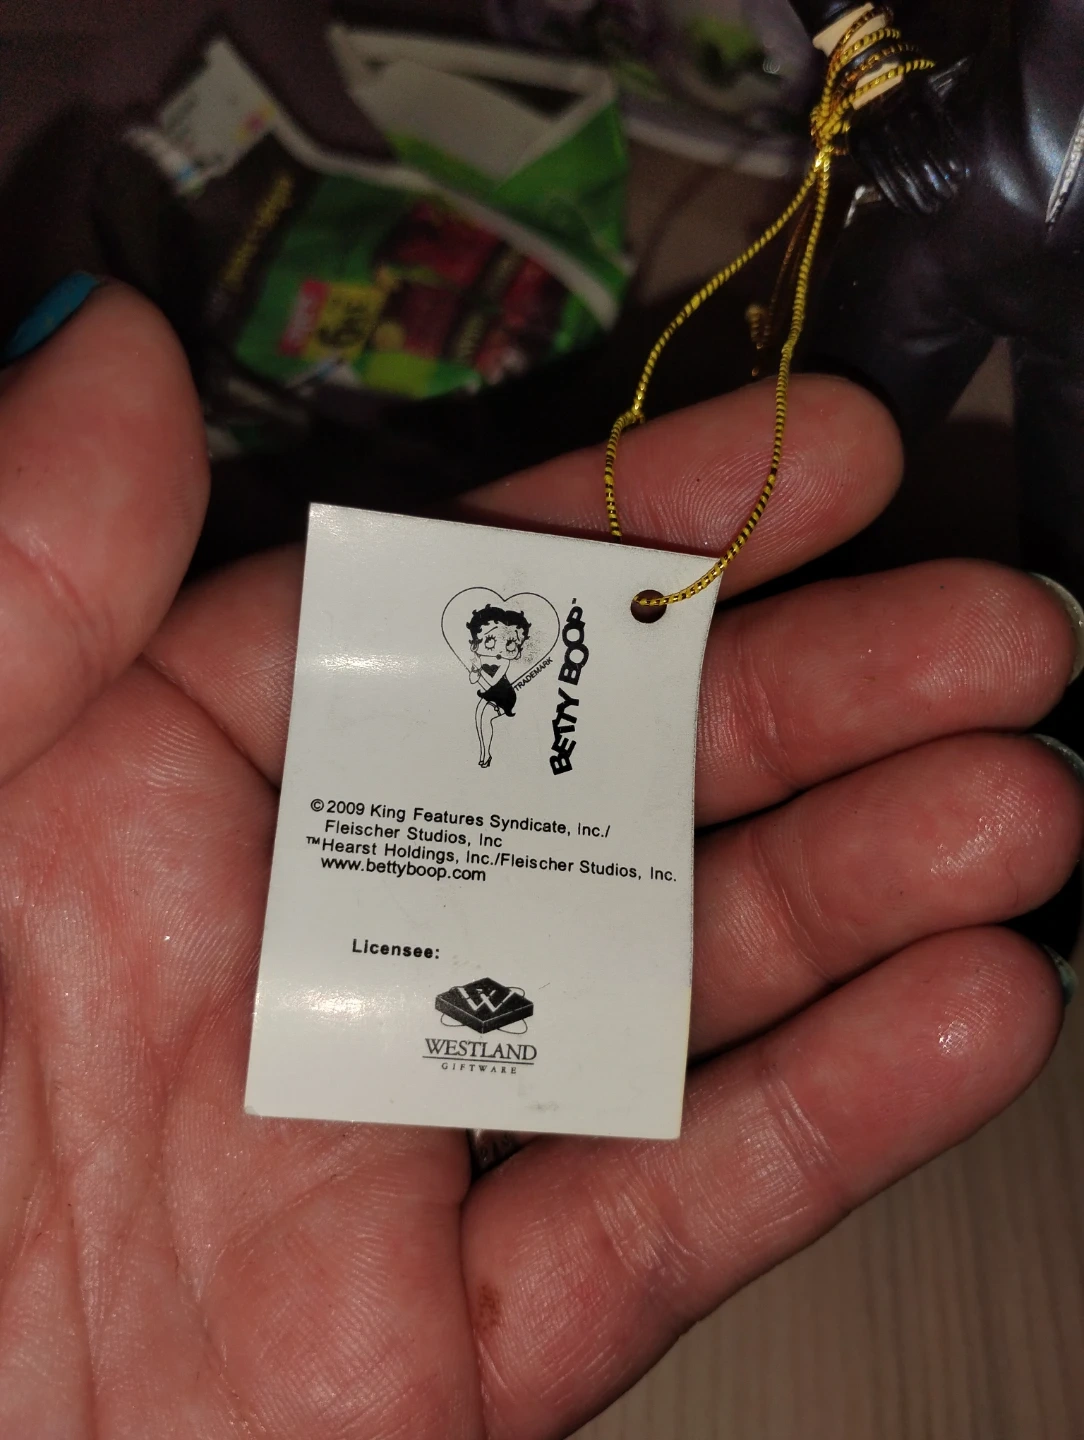 TRADEMARK
BETTY BOOP
©2009 King Features Syndicate, Inc./
Fleischer Studios, Inc
™Hearst Holdings, Inc./Fleischer Studios, Inc.
www.bettyboop.com
Licensee:
WESTLAND
GIFTWARE